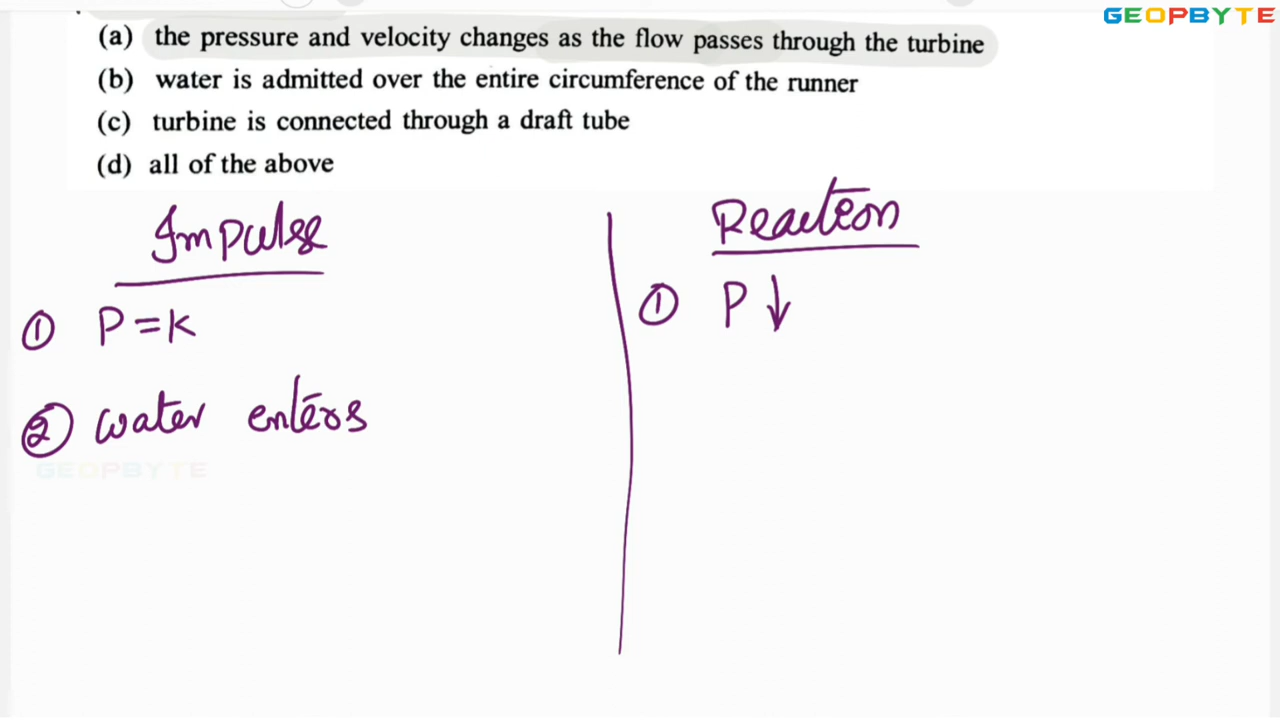 GEOPBYTE
(a) the pressure and velocity changes as the flow passes through the turbine
(b) water is admitted over the entire circumference of the runner
(c) turbine is connected through a draft tube
(d) all of the above
Impulse
Reaction
① P = K
① P ↓
② water enters
GEOPBYTE